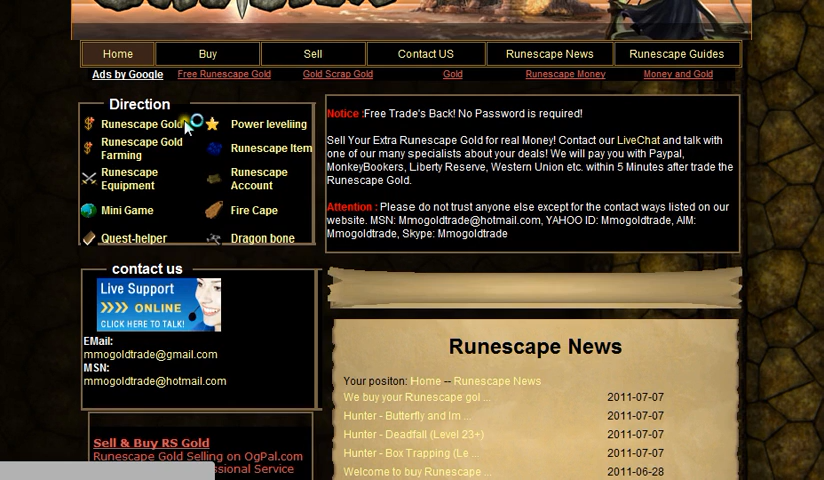 Home
Buy
Sell
Contact US
Runescape News
Runescape Guides
Ads by Google
Free Runescape Gold
Gold Scrap Gold
Gold
Runescape Money
Money and Gold
Direction
Runescape Gold
Power leveliing
Runescape Gold
Farming
Runescape Item
Runescape
Equipment
Runescape
Account
Mini Game
Fire Cape
Quest-helper
Dragon bone
Notice :Free Trade's Back! No Password is required!
Sell Your Extra Runescape Gold for real Money! Contact our LiveChat and talk with
one of our many specialists about your deals! We will pay you with Paypal,
MonkeyBookers, Liberty Reserve, Western Union etc. within 5 Minutes after trade the
Runescape Gold.
Attention : Please do not trust anyone else except for the contact ways listed on our
website. MSN: Mmogoldtrade@hotmail.com, YAHOO ID: Mmogoldtrade, AIM:
Mmogoldtrade, Skype: Mmogoldtrade
contact us
Live Support
>>>> ONLINE
CLICK HERE TO TALK!
EMail:
mmogoldtrade@gmail.com
MSN:
mmogoldtrade@hotmail.com
Sell & Buy RS Gold
Runescape Gold Selling on OgPal.com
ssional Service
Runescape News
Your positon: Home -- Runescape News
We buy your Runescape gol ... 2011-07-07
Hunter - Butterfly and Im ... 2011-07-07
Hunter - Deadfall (Level 23+) 2011-07-07
Hunter - Box Trapping (Le ... 2011-07-07
Welcome to buy Runescape ... 2011-06-28